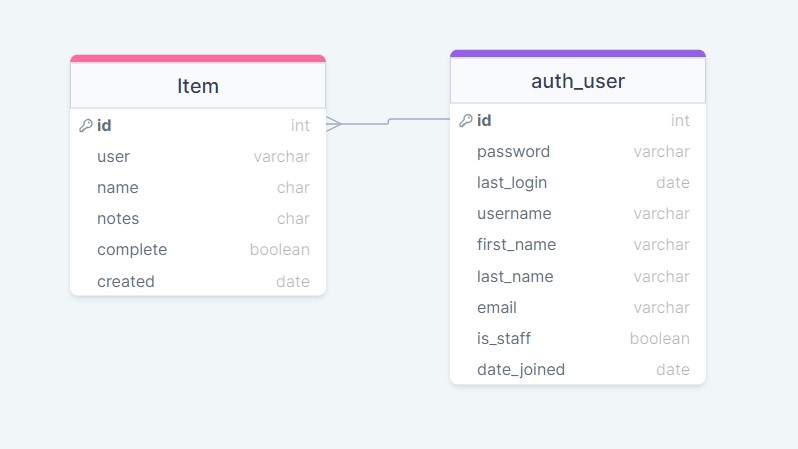 Item
id int
user varchar
name char
notes char
complete boolean
created date
auth_user
id int
password varchar
last_login date
username varchar
first_name varchar
last_name varchar
email varchar
is_staff boolean
date_joined date